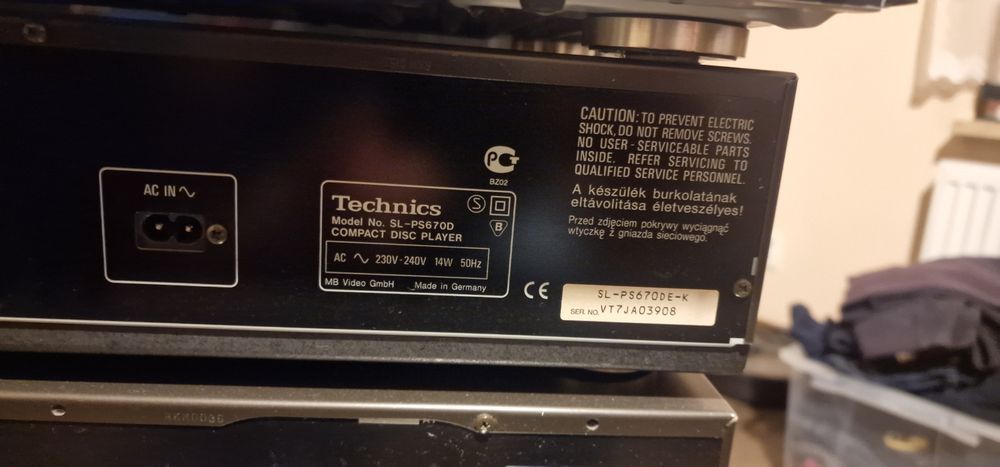 AC IN ∿
Technics
Model No. SL-PS670D
COMPACT DISC PLAYER
AC ∿ 230V-240V 14W 50Hz
MB Video GmbH Made in Germany
S
B
PCT
BZ02
CE
CAUTION: TO PREVENT ELECTRIC
SHOCK, DO NOT REMOVE SCREWS.
NO USER-SERVICEABLE PARTS
INSIDE. REFER SERVICING TO
QUALIFIED SERVICE PERSONNEL.
A készülék burkolatának
eltávolítása életveszélyes!
Przed zdjęciem pokrywy wyciągnąć
wtyczkę z gniazda sieciowego.
SL-PS670DE-K
SER. NO. VT7JA03908